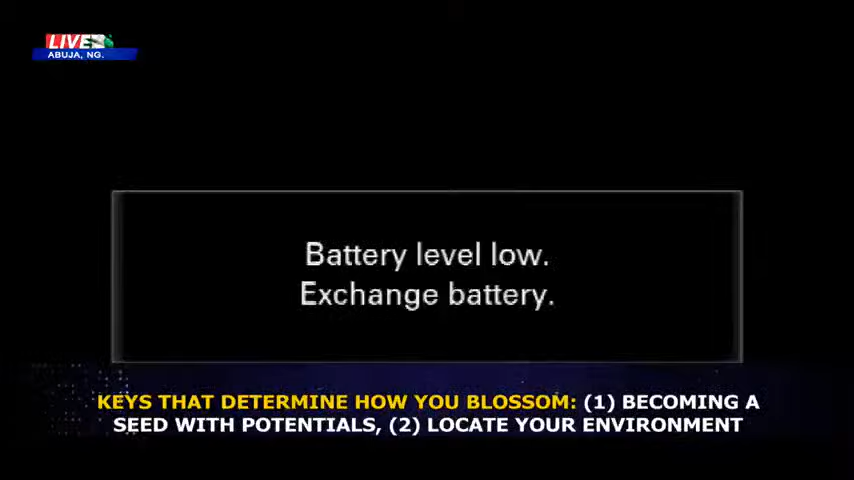 LIVE
ABUJA, NG.
Battery level low.
Exchange battery.
KEYS THAT DETERMINE HOW YOU BLOSSOM: (1) BECOMING A
SEED WITH POTENTIALS, (2) LOCATE YOUR ENVIRONMENT